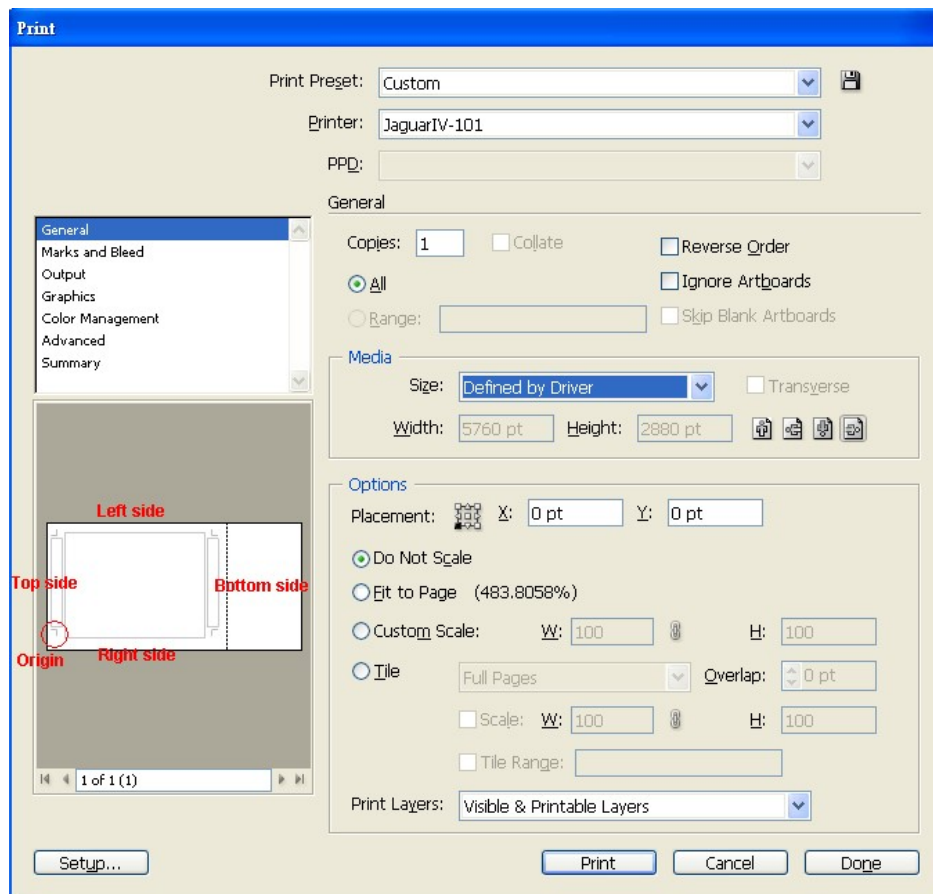 Print
Print Preset: Custom
Printer: JaguarIV-101
PPD:
General
General
Marks and Bleed
Output
Graphics
Color Management
Advanced
Summary
Copies: 1 Collate Reverse Order
All Ignore Artboards
Range: Skip Blank Artboards
Media
Size: Defined by Driver Transverse
Width: 5760 pt Height: 2880 pt
Left side
Top side
Bottom side
Origin
Right side
1 of 1 (1)
Options
Placement: X: 0 pt Y: 0 pt
Do Not Scale
Fit to Page (483.8058%)
Custom Scale: W: 100 H: 100
Tile Full Pages Overlap: 0 pt
Scale: W: 100 H: 100
Tile Range:
Print Layers: Visible & Printable Layers
Setup... Print Cancel Done